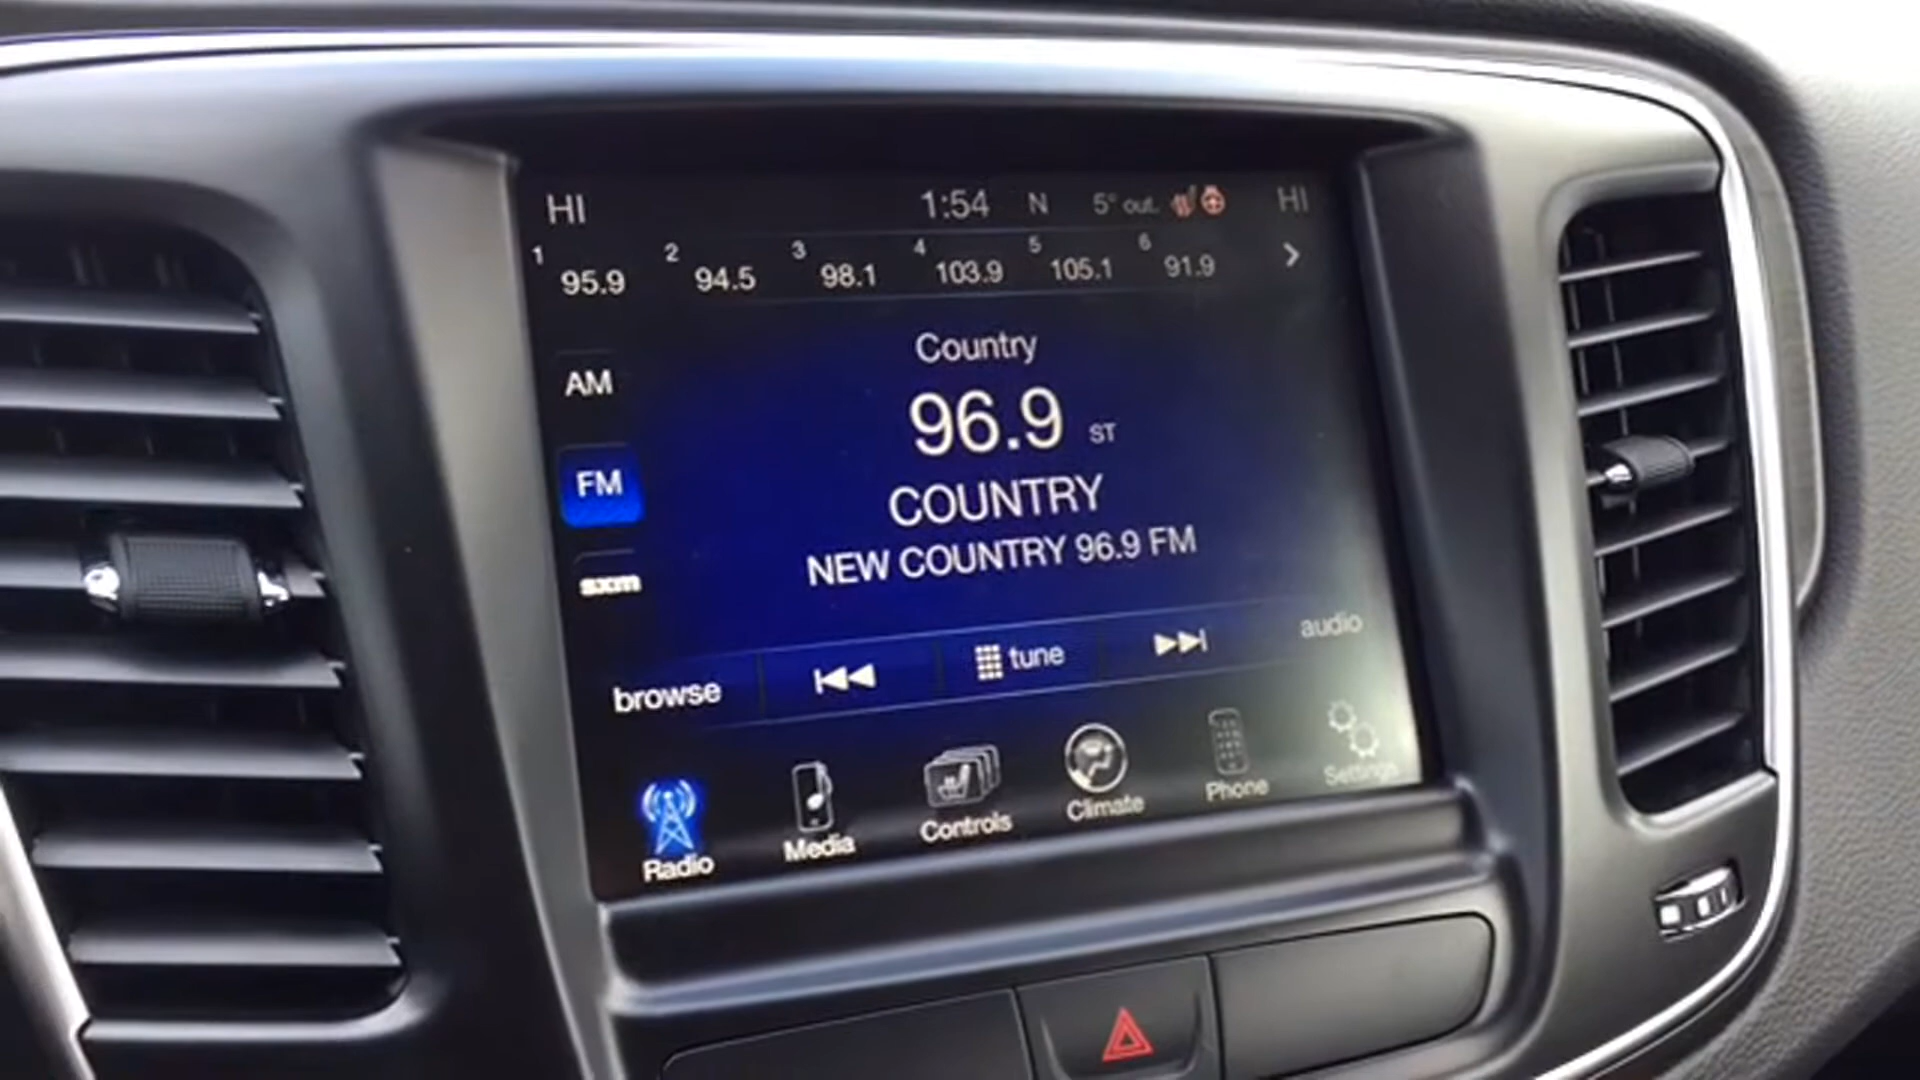 HI 1:54 N 5° out. HI
1 95.9 2 94.5 3 98.1 4 103.9 5 105.1 6 91.9
Country
AM
96.9 ST
FM
COUNTRY
NEW COUNTRY 96.9 FM
sxm
browse tune audio
Radio Media Controls Climate Phone Settings